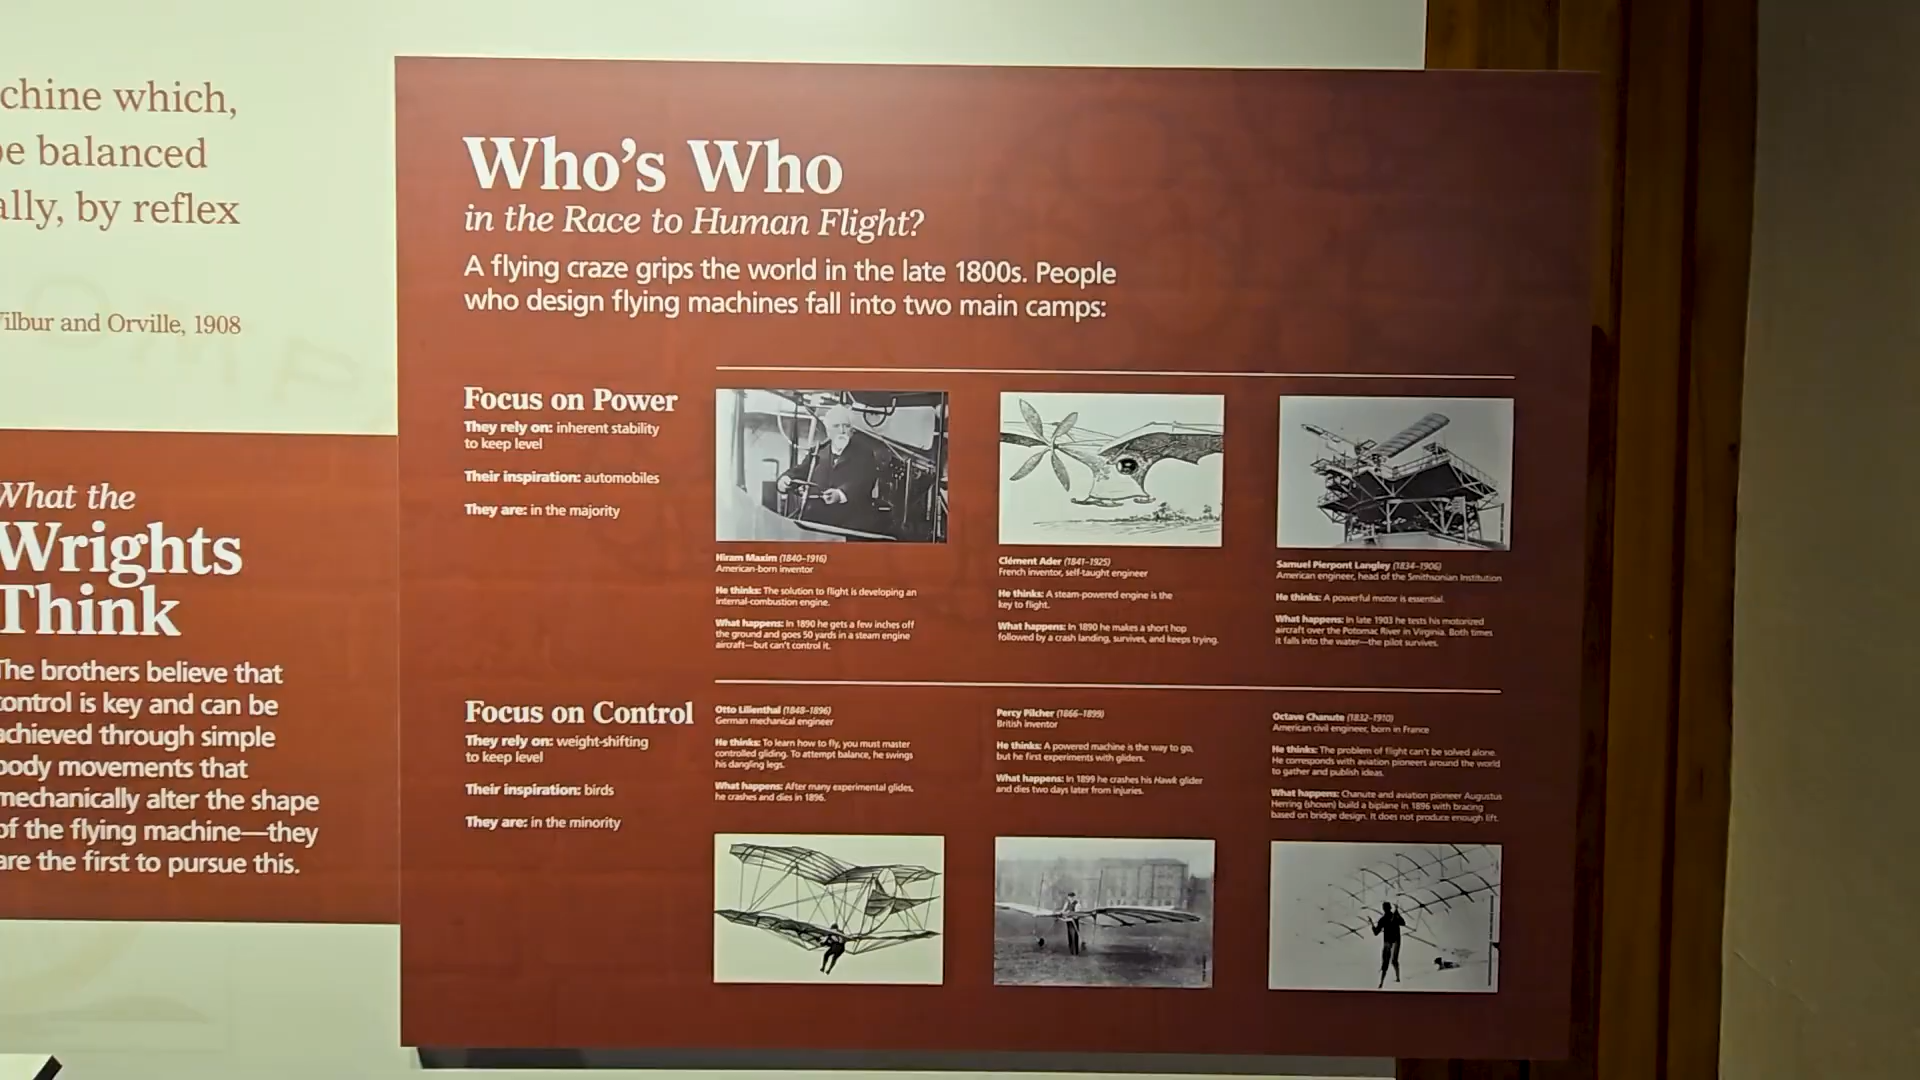 chine which,
be balanced
ally, by reflex
Wilbur and Orville, 1908
What the
Wrights
Think
The brothers believe that
control is key and can be
achieved through simple
body movements that
mechanically alter the shape
of the flying machine—they
are the first to pursue this.
Who's Who
in the Race to Human Flight?
A flying craze grips the world in the late 1800s. People
who design flying machines fall into two main camps:
Focus on Power
They rely on: inherent stability
to keep level
Their inspiration: automobiles
They are: in the majority
Hiram Maxim (1840–1916)
American-born inventor
He thinks: The solution to flight is developing an
internal-combustion engine.
What happens: In 1890 he gets a few inches off
the ground and goes 50 yards in a steam engine
aircraft—but can't control it.
Clément Ader (1841–1925)
French inventor, self-taught engineer
He thinks: A steam-powered engine is the
key to flight.
What happens: In 1890 he makes a short hop
followed by a crash landing, survives, and keeps trying.
Samuel Pierpont Langley (1834–1906)
American engineer, head of the Smithsonian Institution
He thinks: A powerful motor is essential.
What happens: In late 1903 he tests his motorized
aircraft over the Potomac River in Virginia. Both times
it falls into the water—the pilot survives.
Focus on Control
They rely on: weight-shifting
to keep level
Their inspiration: birds
They are: in the minority
Otto Lilienthal (1848–1896)
German mechanical engineer
He thinks: To learn how to fly, you must master
controlled gliding. To attempt balance, he swings
his dangling legs.
What happens: After many experimental glides,
he crashes and dies in 1896.
Percy Pilcher (1866–1899)
British inventor
He thinks: A powered machine is the way to go,
but he first experiments with gliders.
What happens: In 1899 he crashes his Hawk glider
and dies two days later from injuries.
Octave Chanute (1832–1910)
American civil engineer, born in France
He thinks: The problem of flight can't be solved alone.
He corresponds with aviation pioneers around the world
to gather and publish ideas.
What happens: Chanute and aviation pioneer Augustus
Herring (shown) build a biplane in 1896 with bracing
based on bridge design. It does not produce enough lift.